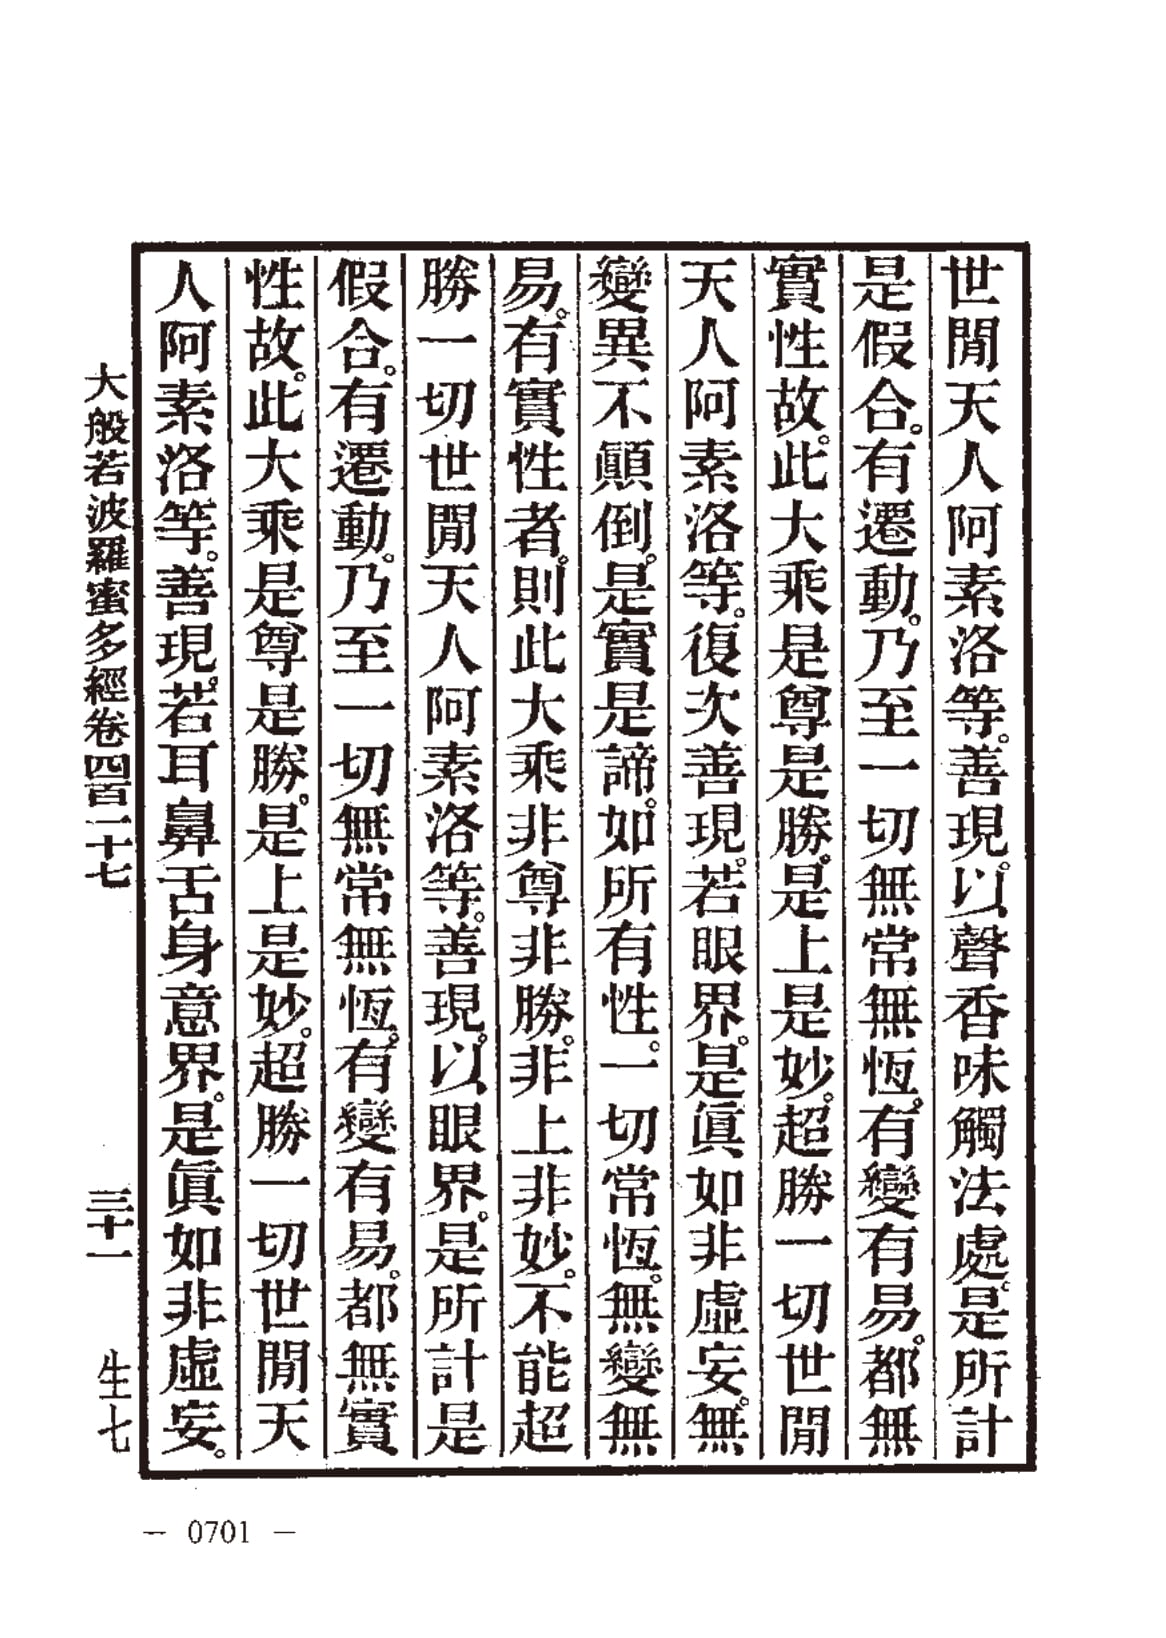 世閒天人阿素洛等。善現。以聲香味觸法處。是所計
是假合。有遷動。乃至一切無常無恆。有變有易。都無
實性故。此大乘是尊是勝。是上是妙。超勝一切世閒
天人阿素洛等。復次善現。若眼界。是眞如非虛妄。無
變異不顚倒。是實是諦。如所有性。一切常恆。無變無
易。有實性者。則此大乘非尊非勝。非上非妙。不能超
勝一切世閒天人阿素洛等。善現。以眼界。是所計是
假合。有遷動。乃至一切無常無恆。有變有易。都無實
性故。此大乘是尊是勝。是上是妙。超勝一切世閒天
人阿素洛等。善現。若耳鼻舌身意界。是眞如非虛妄。
大般若波羅蜜多經卷四百一十七 三十一 生七
— 0701 —